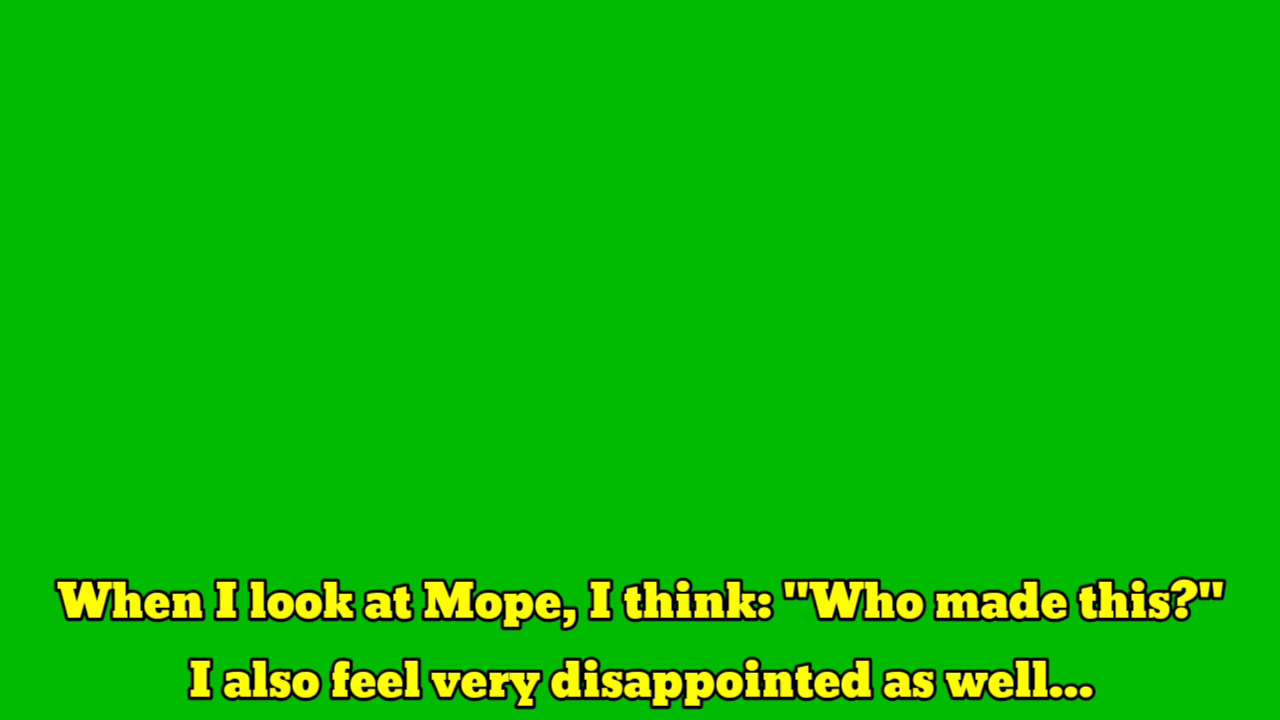 When I look at Mope, I think: "Who made this?"
I also feel very disappointed as well...